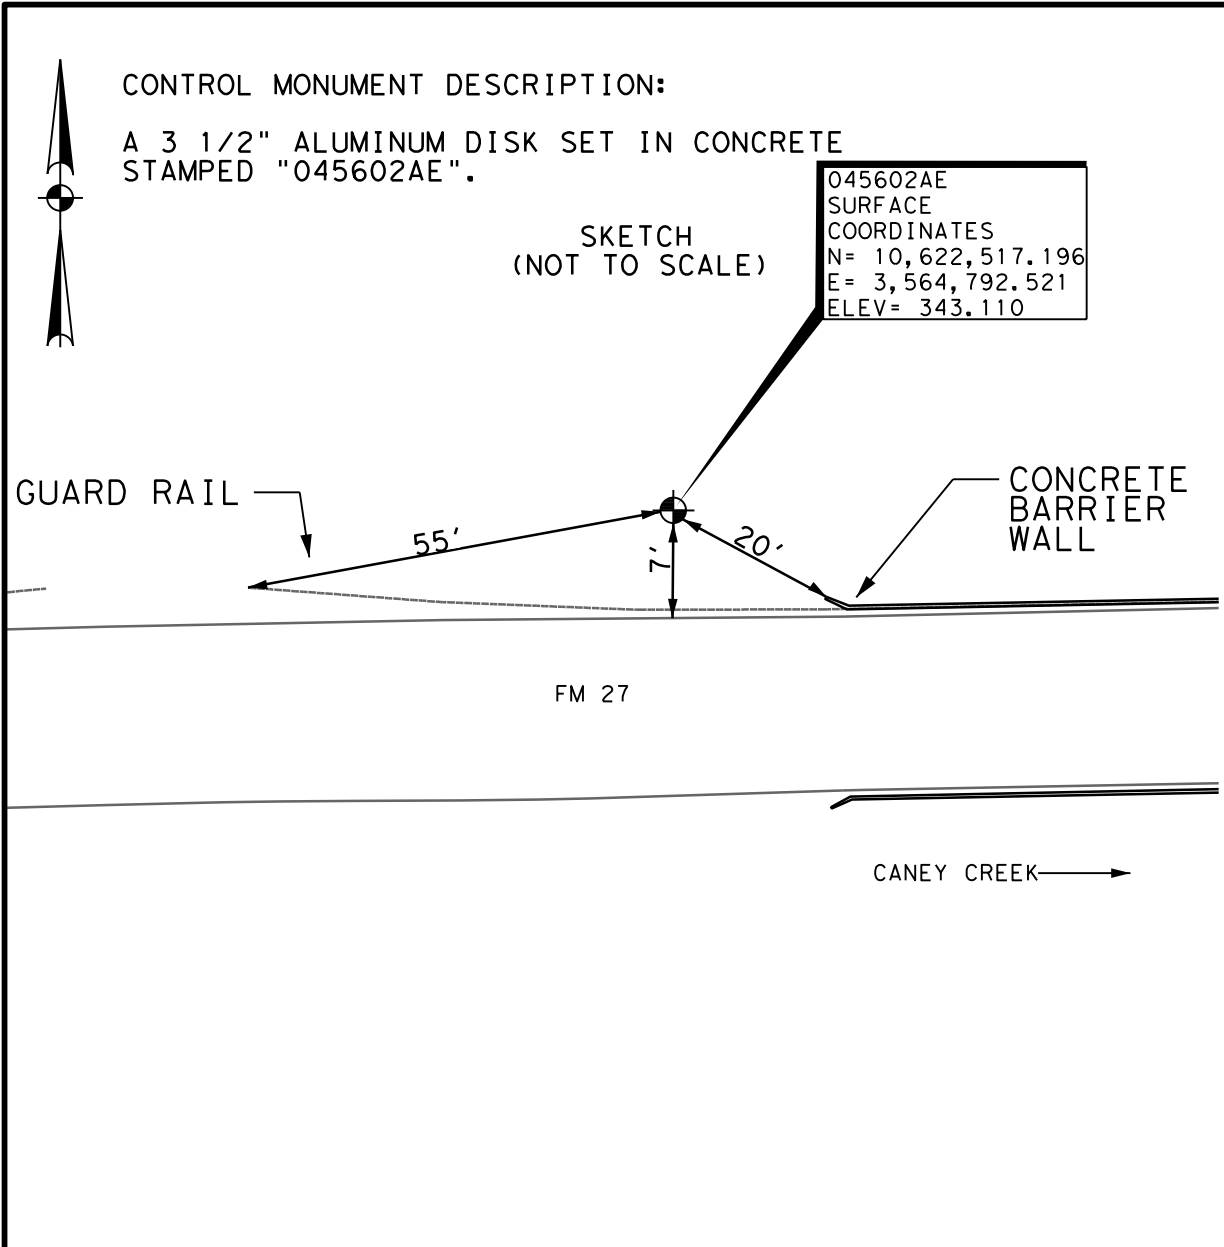 CONTROL MONUMENT DESCRIPTION:
A 3 1/2" ALUMINUM DISK SET IN CONCRETE
STAMPED "045602AE".
SKETCH
(NOT TO SCALE)
045602AE
SURFACE
COORDINATES
N= 10,622,517.196
E= 3,564,792.521
ELEV= 343.110
GUARD RAIL
55'
7'
20'
CONCRETE
BARRIER
WALL
FM 27
CANEY CREEK